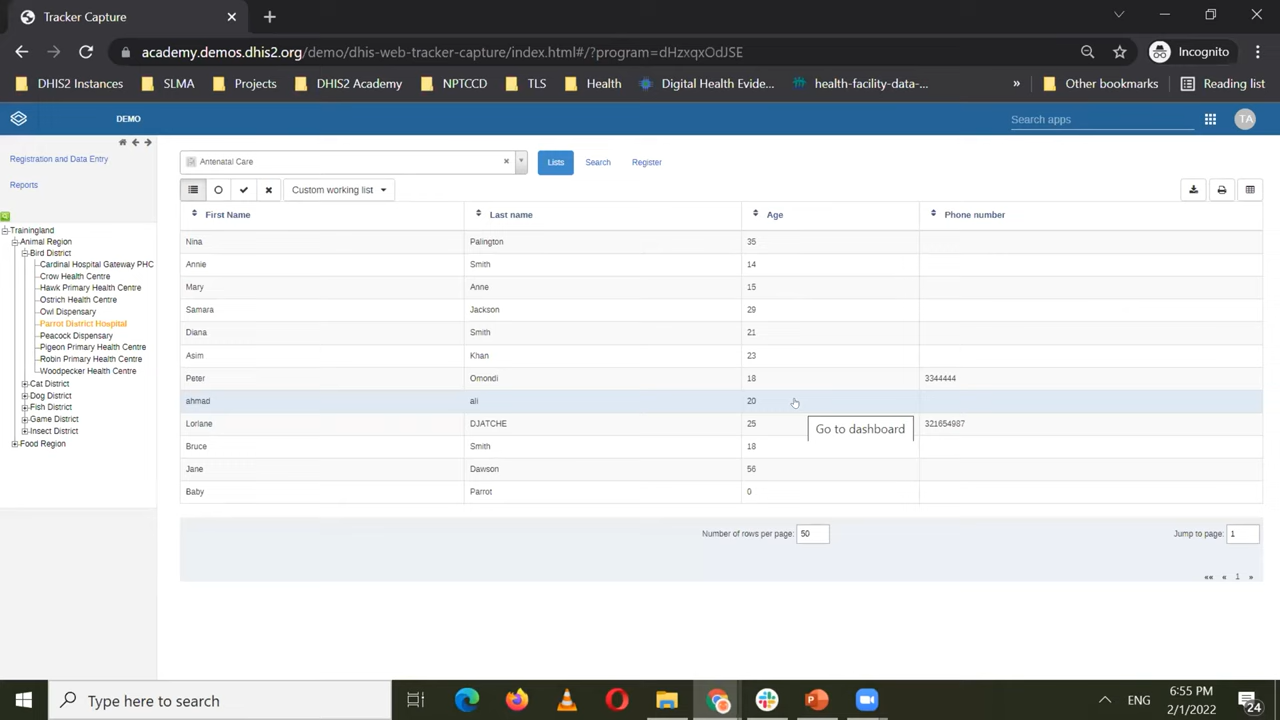 Tracker Capture
academy.demos.dhis2.org/demo/dhis-web-tracker-capture/index.html#/?program=dHzxqxOdJSE
Incognito
DHIS2 Instances
SLMA
Projects
DHIS2 Academy
NPTCCD
TLS
Health
Digital Health Evide...
health-facility-data-...
»
Other bookmarks
Reading list
DEMO
Search apps
TA
Registration and Data Entry
Reports
Antenatal Care
Lists
Search
Register
Custom working list
Trainingland
Animal Region
Bird District
Cardinal Hospital Gateway PHC
Crow Health Centre
Hawk Primary Health Centre
Ostrich Health Centre
Owl Dispensary
Parrot District Hospital
Peacock Dispensary
Pigeon Primary Health Centre
Robin Primary Health Centre
Woodpecker Health Centre
Cat District
Dog District
Fish District
Game District
Insect District
Food Region
First Name Last name Age Phone number
Nina Palington 35
Annie Smith 14
Mary Anne 15
Samara Jackson 29
Diana Smith 21
Asim Khan 23
Peter Omondi 18 3344444
ahmad ali 20
Lorlane DJATCHE 25 321654987
Go to dashboard
Bruce Smith 18
Jane Dawson 56
Baby Parrot 0
Number of rows per page: 50
Jump to page: 1
«« « 1 »
Type here to search
ENG
6:55 PM
2/1/2022
24